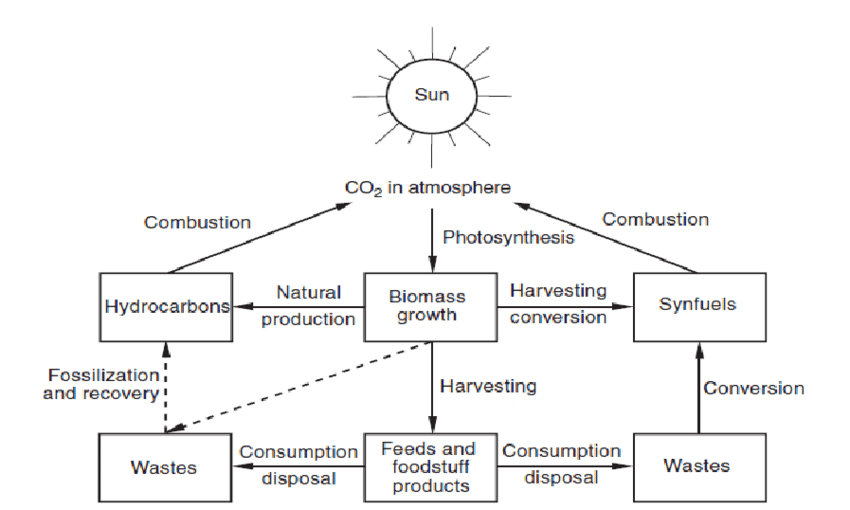 Sun
CO₂ in atmosphere
Combustion
Combustion
Photosynthesis
Hydrocarbons
Natural
production
Biomass
growth
Harvesting
conversion
Synfuels
Fossilization
and recovery
Harvesting
Conversion
Wastes
Consumption
disposal
Feeds and
foodstuff
products
Consumption
disposal
Wastes